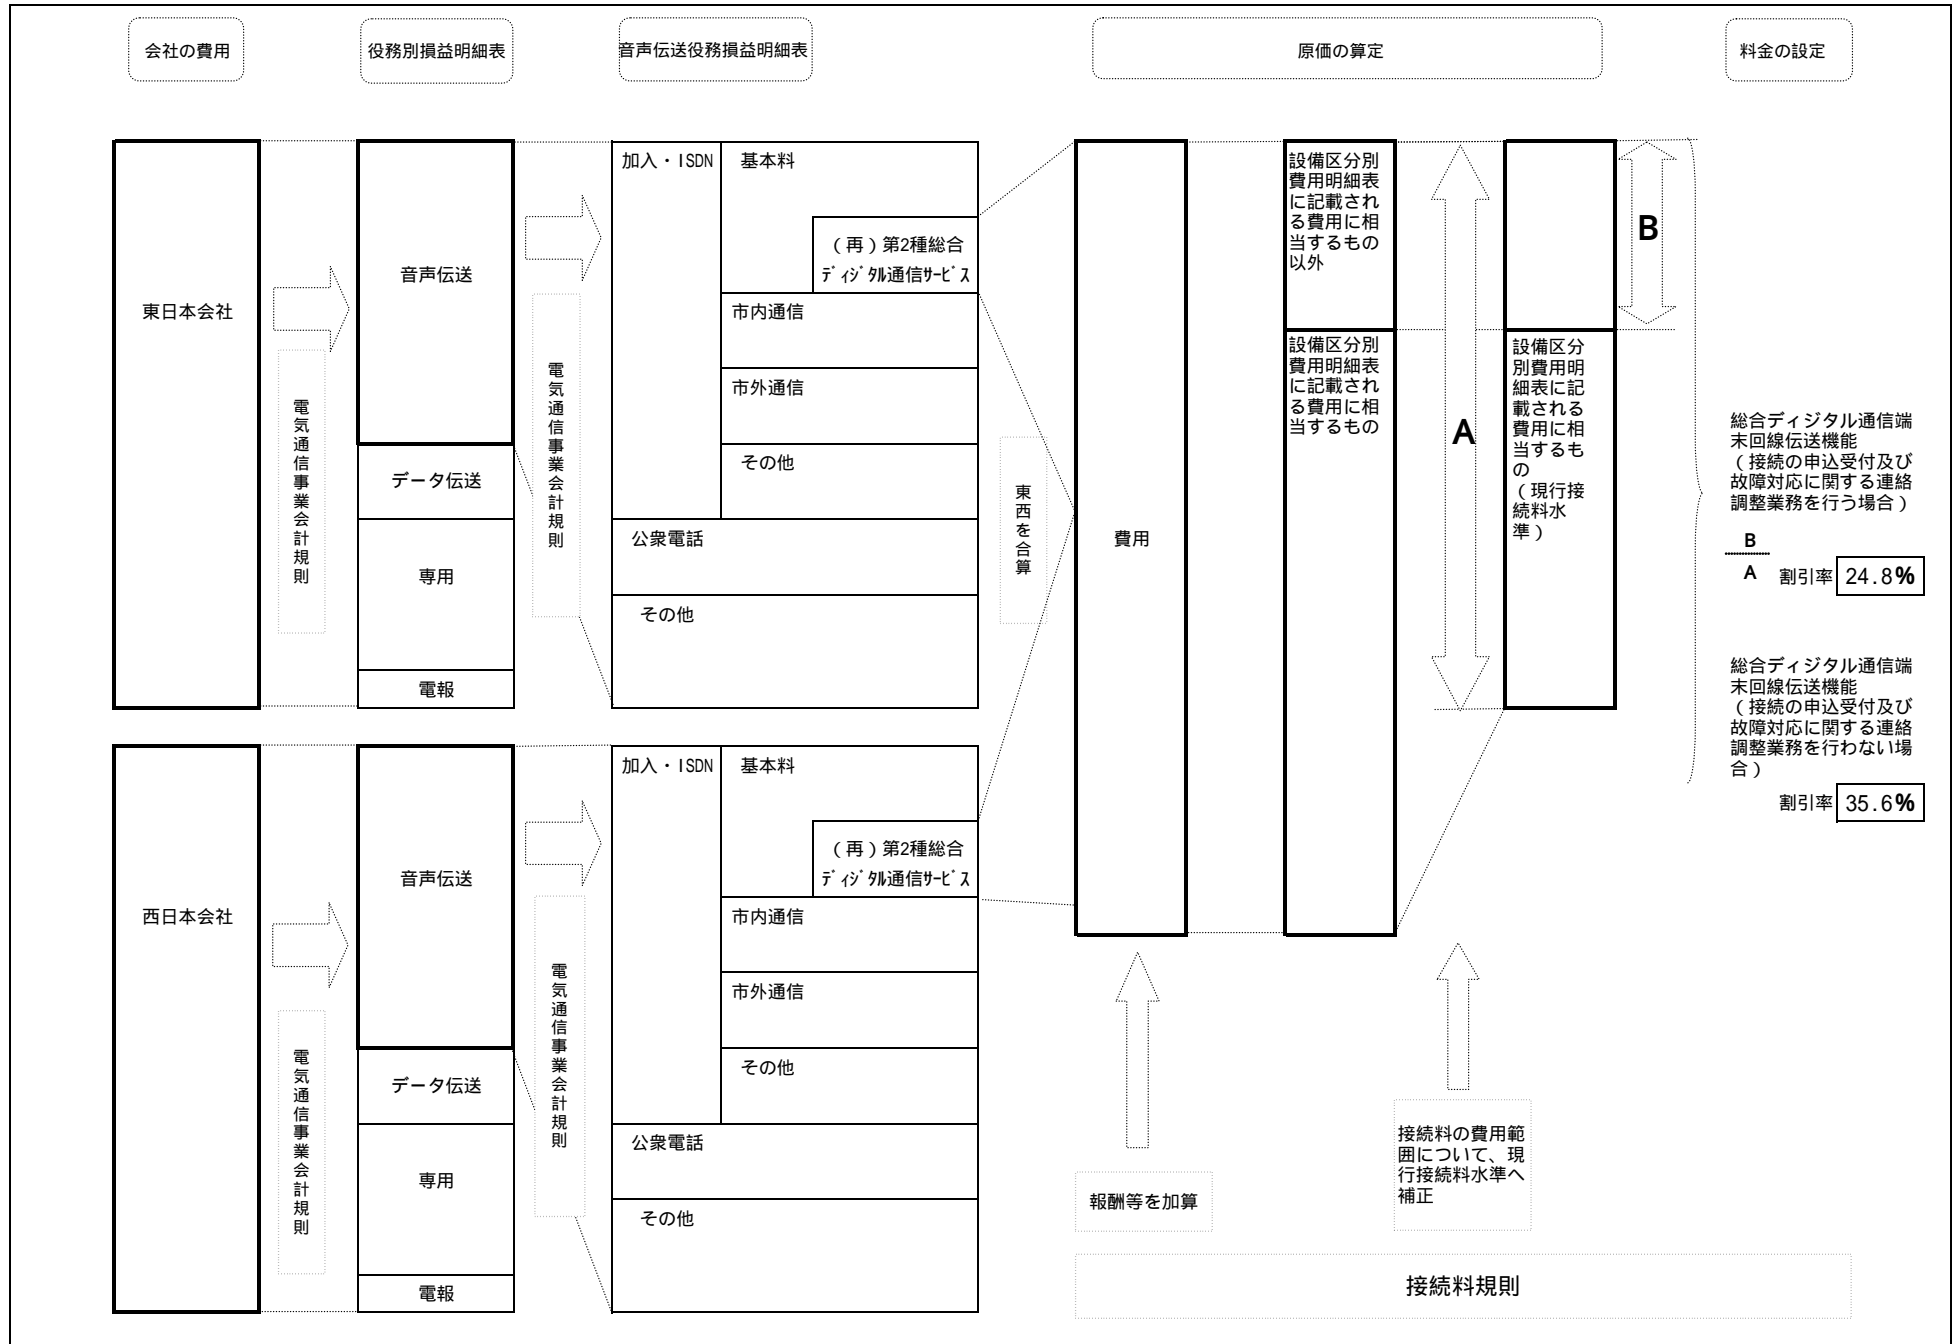 会社の費用
役務別損益明細表
音声伝送役務損益明細表
原価の算定
料金の設定
東日本会社
電気通信事業会計規則
音声伝送
データ伝送
専用
電報
電気通信事業会計規則
加入・ISDN
基本料
(再)第2種総合
ディジタル通信サービス
市内通信
市外通信
その他
公衆電話
その他
西日本会社
電気通信事業会計規則
音声伝送
データ伝送
専用
電報
電気通信事業会計規則
加入・ISDN
基本料
(再)第2種総合
ディジタル通信サービス
市内通信
市外通信
その他
公衆電話
その他
東西を合算
費用
設備区分別
費用明細表
に記載され
る費用に相
当するもの
以外
設備区分別
費用明細表
に記載され
る費用に相
当するもの
A
設備区分
別費用明
細表に記
載される
費用に相
当するも
の
(現行接
続料水
準)
B
総合ディジタル通信端
末回線伝送機能
(接続の申込受付及び
故障対応に関する連絡
調整業務を行う場合)
B
A
割引率 24.8%
総合ディジタル通信端
末回線伝送機能
(接続の申込受付及び
故障対応に関する連絡
調整業務を行わない場
合)
割引率 35.6%
報酬等を加算
接続料の費用範
囲について、現
行接続料水準へ
補正
接続料規則